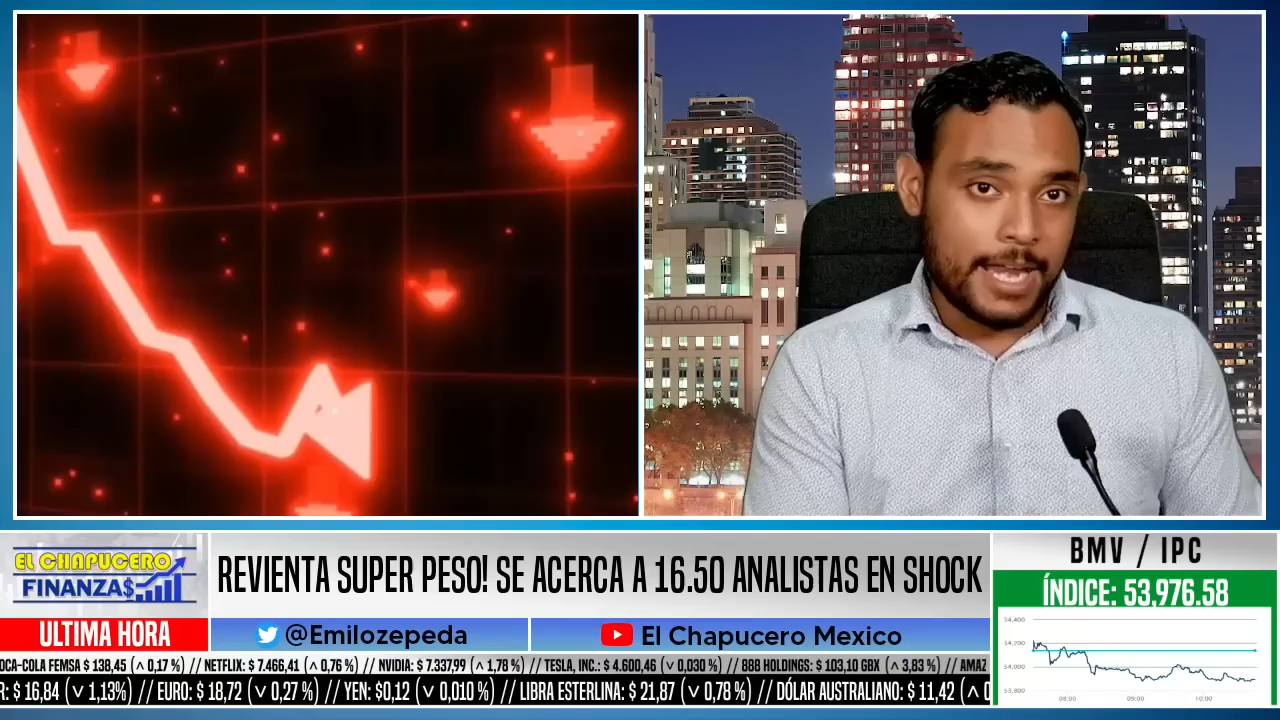 EL CHAPUCERO
FINANZA$
REVIENTA SUPER PESO! SE ACERCA A 16.50 ANALISTAS EN SHOCK
BMV / IPC
ÍNDICE: 53,976.58
54,400
54,200
54,000
53,800
08:00 09:00 10:00
ULTIMA HORA
@Emilozepeda
El Chapucero Mexico
OCA-COLA FEMSA $ 138,45 (˄ 0,17 %) // NETFLIX: $ 7.466,41 (˄ 0,76 %) // NVIDIA: $ 7.337,99 (˄ 1,78 %) // TESLA, INC.: $ 4.600,46 (˅ 0,030 %) // 888 HOLDINGS: $ 103,10 GBX (˄ 3,83 %) // AMAZ
R: $ 16,84 (˅ 1,13%) // EURO: $ 18,72 (˅ 0,27 %) // YEN: $0,12 (˅ 0,010 %) // LIBRA ESTERLINA: $ 21,87 (˅ 0,78 %) // DÓLAR AUSTRALIANO: $ 11,42 (˄ 0